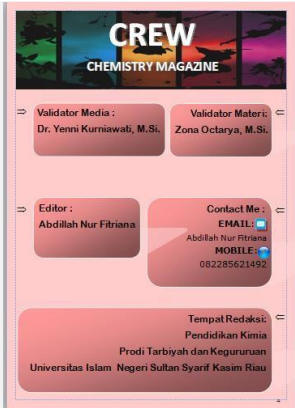 CREW
CHEMISTRY MAGAZINE
Validator Media :
Dr. Yenni Kurniawati, M.Si.
Validator Materi:
Zona Octarya, M.Si.
Editor :
Abdillah Nur Fitriana
Contact Me :
EMAIL:
Abdillah Nur Fitriana
MOBILE:
082285621492
Tempat Redaksi:
Pendidikan Kimia
Prodi Tarbiyah dan Kegururuan
Universitas Islam Negeri Sultan Syarif Kasim Riau